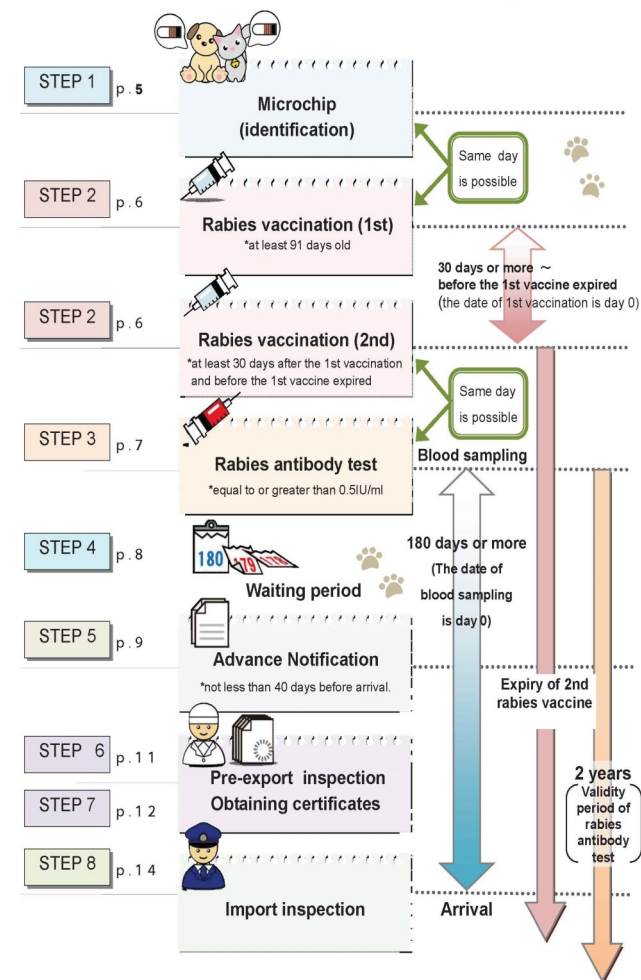 STEP 1
p. 5
Microchip
(identification)
Same day
is possible
STEP 2
p. 6
Rabies vaccination (1st)
*at least 91 days old
30 days or more ~
before the 1st vaccine expired
(the date of 1st vaccination is day 0)
STEP 2
p. 6
Rabies vaccination (2nd)
*at least 30 days after the 1st vaccination
and before the 1st vaccine expired
Same day
is possible
STEP 3
p. 7
Rabies antibody test
*equal to or greater than 0.5IU/ml
Blood sampling
STEP 4
p. 8
180
179
178
Waiting period
180 days or more
(The date of
blood sampling
is day 0)
STEP 5
p. 9
Advance Notification
*not less than 40 days before arrival.
Expiry of 2nd
rabies vaccine
STEP 6
p. 11
Pre-export inspection
Obtaining certificates
STEP 7
p. 12
2 years
(Validity
period of
rabies
antibody
test)
STEP 8
p. 14
Import inspection
Arrival